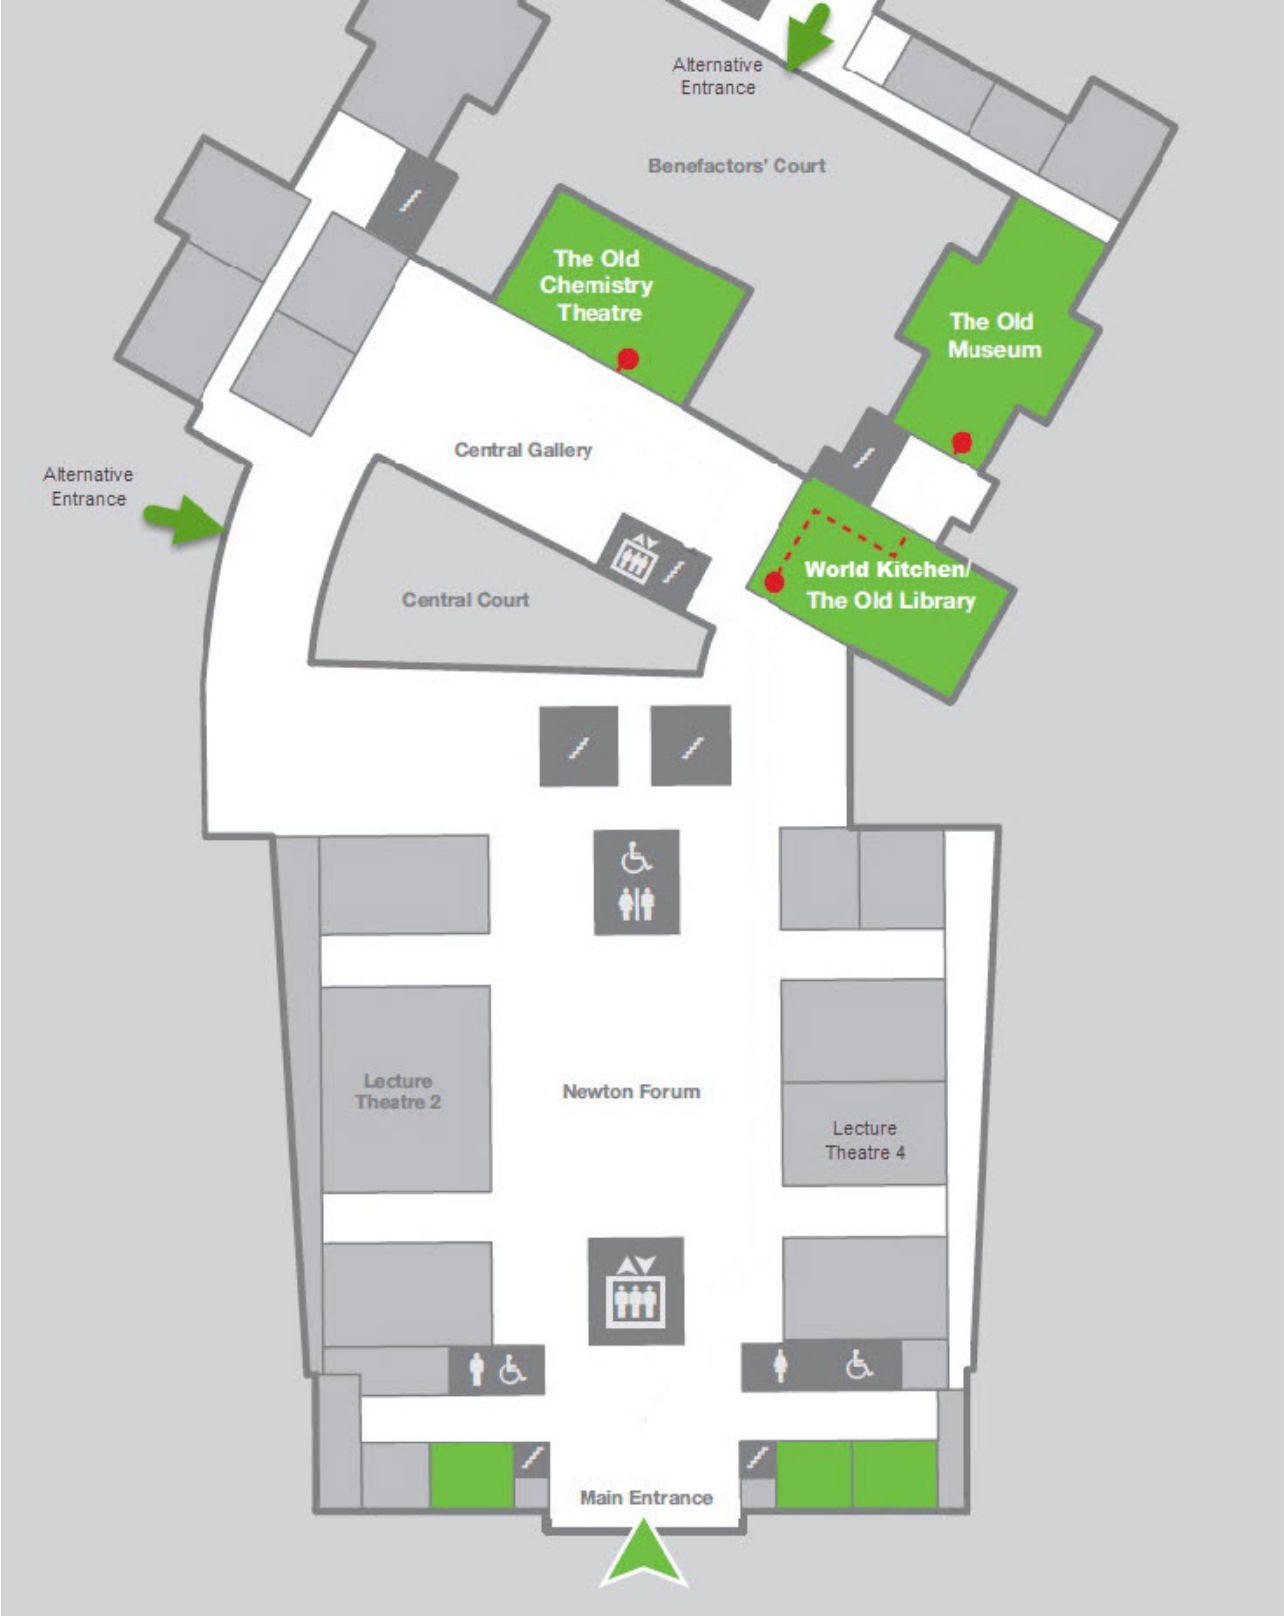 Alternative
Entrance
Benefactors' Court
The Old
Chemistry
Theatre
The Old
Museum
Central Gallery
Alternative
Entrance
World Kitchen/
The Old Library
Central Court
Lecture
Theatre 2
Newton Forum
Lecture
Theatre 4
Main Entrance